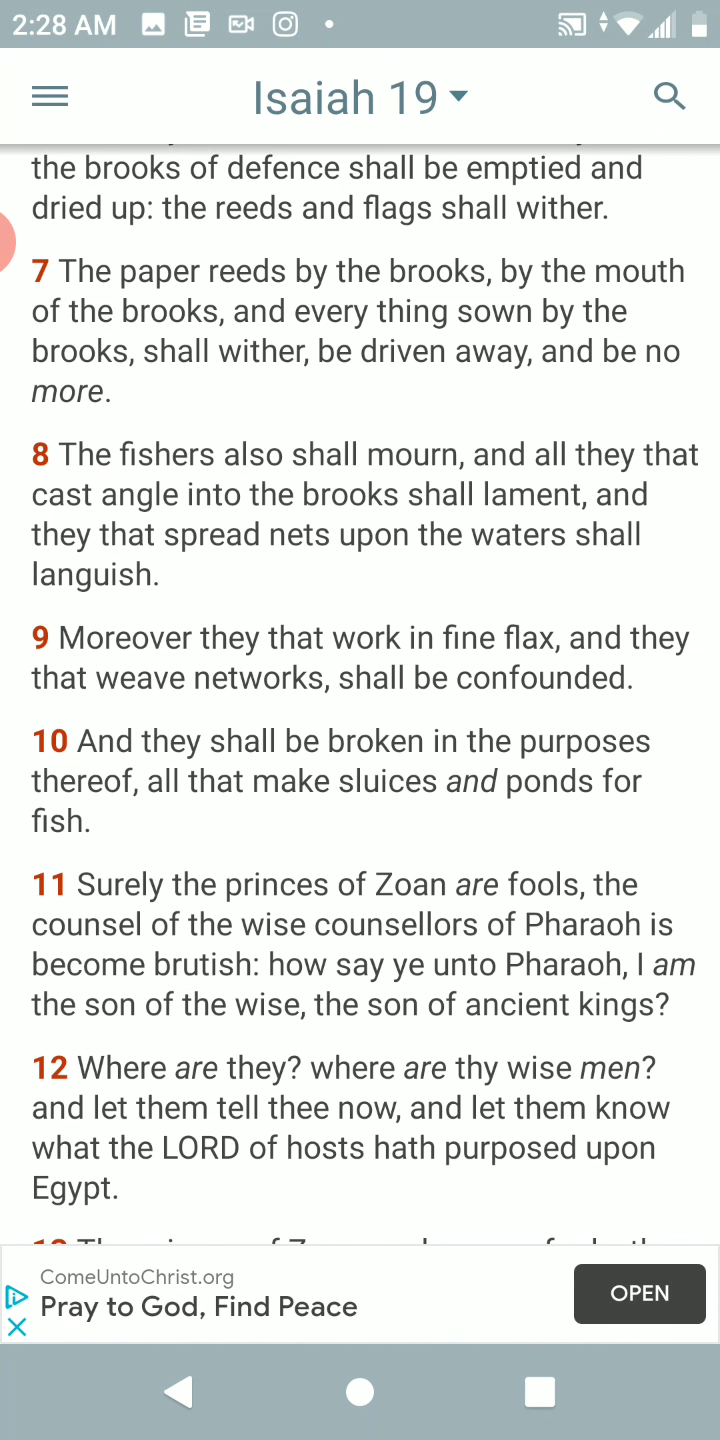 2:28 AM
Isaiah 19
the brooks of defence shall be emptied and
dried up: the reeds and flags shall wither.
7 The paper reeds by the brooks, by the mouth
of the brooks, and every thing sown by the
brooks, shall wither, be driven away, and be no
more.
8 The fishers also shall mourn, and all they that
cast angle into the brooks shall lament, and
they that spread nets upon the waters shall
languish.
9 Moreover they that work in fine flax, and they
that weave networks, shall be confounded.
10 And they shall be broken in the purposes
thereof, all that make sluices and ponds for
fish.
11 Surely the princes of Zoan are fools, the
counsel of the wise counsellors of Pharaoh is
become brutish: how say ye unto Pharaoh, I am
the son of the wise, the son of ancient kings?
12 Where are they? where are thy wise men?
and let them tell thee now, and let them know
what the LORD of hosts hath purposed upon
Egypt.
ComeUntoChrist.org
Pray to God, Find Peace
OPEN